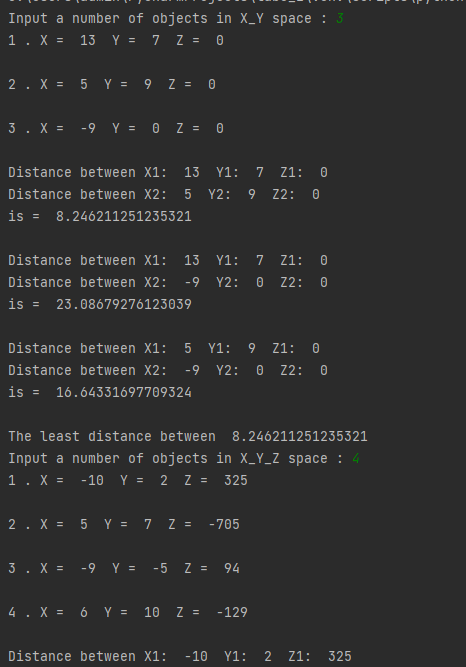 Input a number of objects in X_Y space : 3
1 . X =  13  Y =  7  Z =  0
2 . X =  5  Y =  9  Z =  0
3 . X =  -9  Y =  0  Z =  0
Distance between X1:  13  Y1:  7  Z1:  0
Distance between X2:  5  Y2:  9  Z2:  0
is =  8.246211251235321
Distance between X1:  13  Y1:  7  Z1:  0
Distance between X2:  -9  Y2:  0  Z2:  0
is =  23.08679276123039
Distance between X1:  5  Y1:  9  Z1:  0
Distance between X2:  -9  Y2:  0  Z2:  0
is =  16.64331697709324
The least distance between  8.246211251235321
Input a number of objects in X_Y_Z space : 4
1 . X =  -10  Y =  2  Z =  325
2 . X =  5  Y =  7  Z =  -705
3 . X =  -9  Y =  -5  Z =  94
4 . X =  6  Y =  10  Z =  -129
Distance between X1:  -10  Y1:  2  Z1:  325